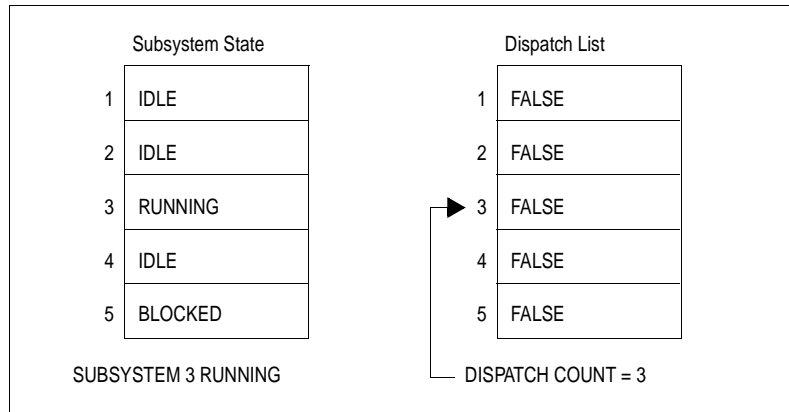 Subsystem State
1 IDLE
2 IDLE
3 RUNNING
4 IDLE
5 BLOCKED
SUBSYSTEM 3 RUNNING
Dispatch List
1 FALSE
2 FALSE
3 FALSE
4 FALSE
5 FALSE
DISPATCH COUNT = 3